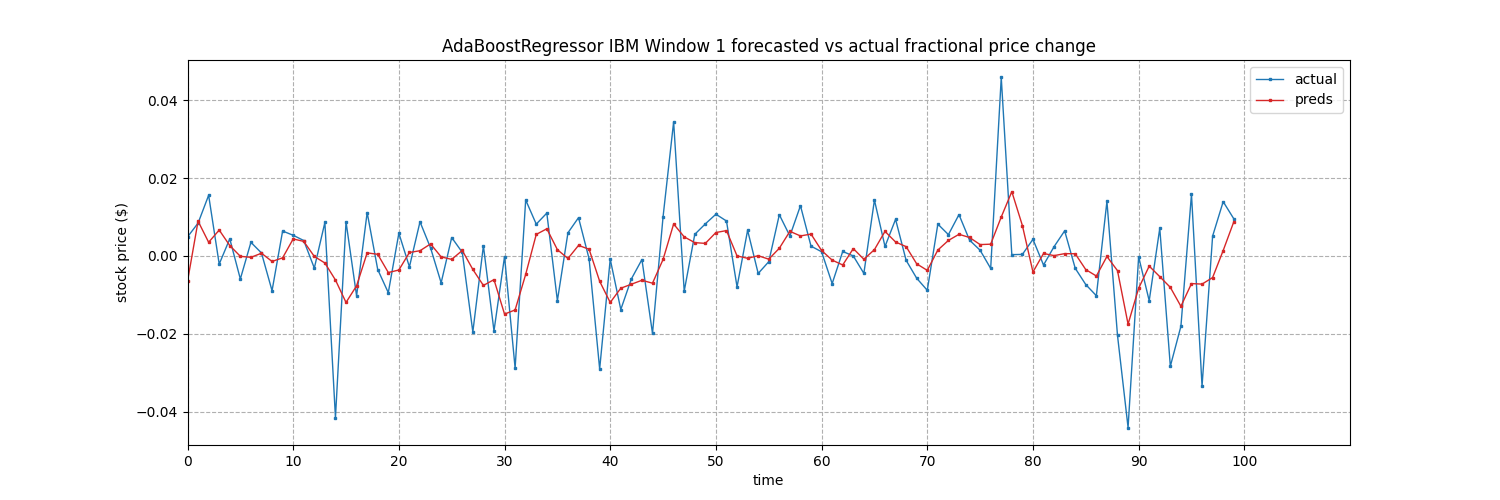 AdaBoostRegressor IBM Window 1 forecasted vs actual fractional price change
actual
preds
0.04
0.02
0.00
−0.02
−0.04
stock price ($)
0 10 20 30 40 50 60 70 80 90 100
time